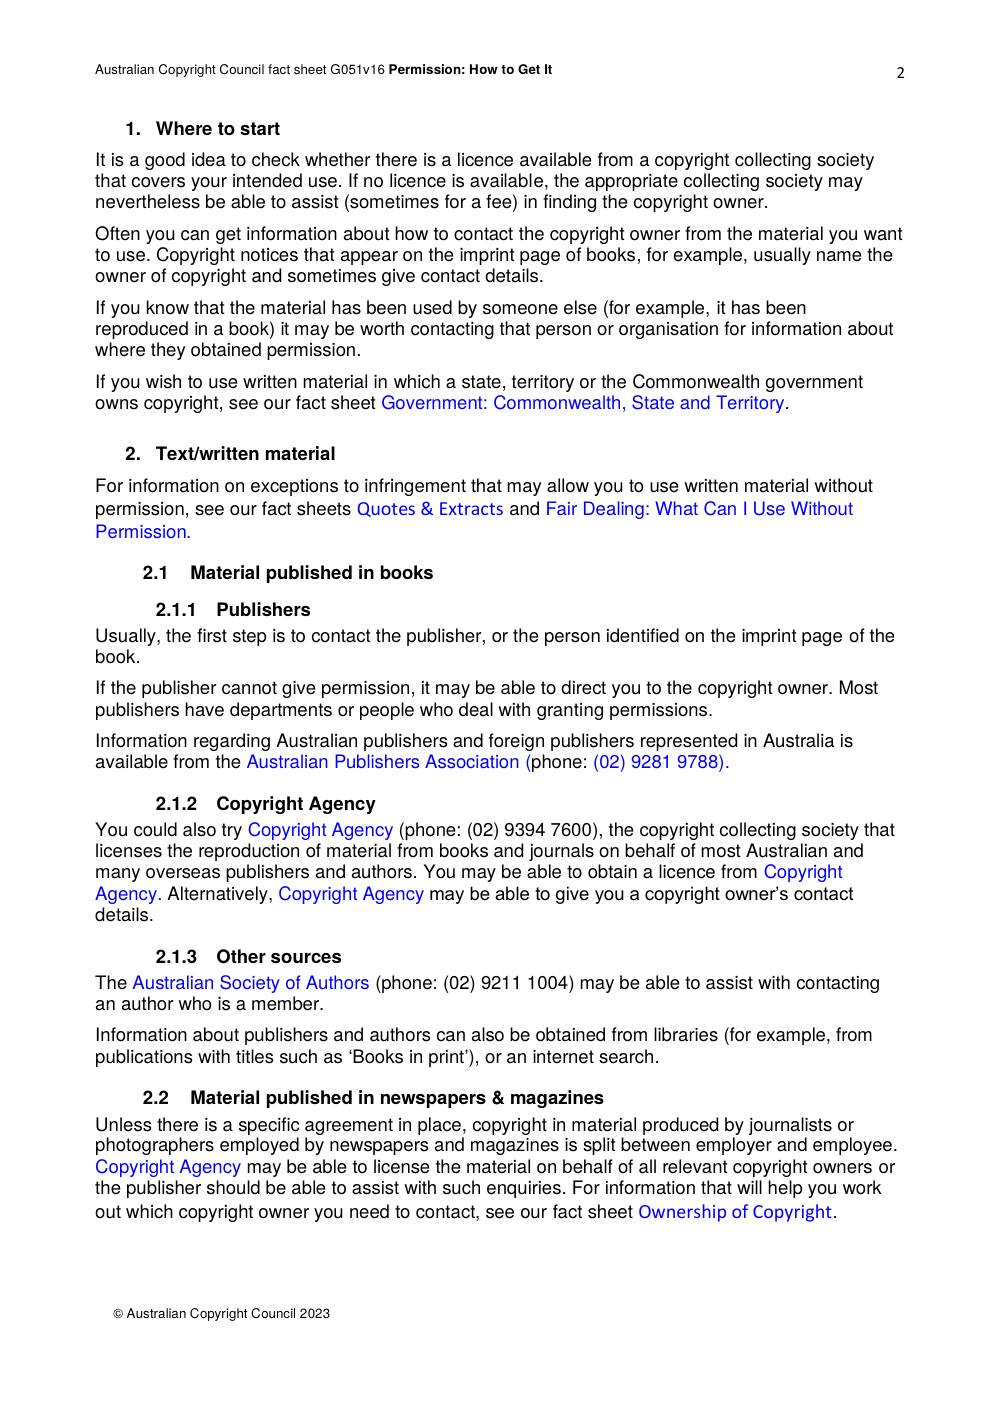 Australian Copyright Council fact sheet G051v16 Permission: How to Get It
2
1. Where to start
It is a good idea to check whether there is a licence available from a copyright collecting society
that covers your intended use. If no licence is available, the appropriate collecting society may
nevertheless be able to assist (sometimes for a fee) in finding the copyright owner.
Often you can get information about how to contact the copyright owner from the material you want
to use. Copyright notices that appear on the imprint page of books, for example, usually name the
owner of copyright and sometimes give contact details.
If you know that the material has been used by someone else (for example, it has been
reproduced in a book) it may be worth contacting that person or organisation for information about
where they obtained permission.
If you wish to use written material in which a state, territory or the Commonwealth government
owns copyright, see our fact sheet Government: Commonwealth, State and Territory.
2. Text/written material
For information on exceptions to infringement that may allow you to use written material without
permission, see our fact sheets Quotes & Extracts and Fair Dealing: What Can I Use Without
Permission.
2.1 Material published in books
2.1.1 Publishers
Usually, the first step is to contact the publisher, or the person identified on the imprint page of the
book.
If the publisher cannot give permission, it may be able to direct you to the copyright owner. Most
publishers have departments or people who deal with granting permissions.
Information regarding Australian publishers and foreign publishers represented in Australia is
available from the Australian Publishers Association (phone: (02) 9281 9788).
2.1.2 Copyright Agency
You could also try Copyright Agency (phone: (02) 9394 7600), the copyright collecting society that
licenses the reproduction of material from books and journals on behalf of most Australian and
many overseas publishers and authors. You may be able to obtain a licence from Copyright
Agency. Alternatively, Copyright Agency may be able to give you a copyright owner’s contact
details.
2.1.3 Other sources
The Australian Society of Authors (phone: (02) 9211 1004) may be able to assist with contacting
an author who is a member.
Information about publishers and authors can also be obtained from libraries (for example, from
publications with titles such as ‘Books in print’), or an internet search.
2.2 Material published in newspapers & magazines
Unless there is a specific agreement in place, copyright in material produced by journalists or
photographers employed by newspapers and magazines is split between employer and employee.
Copyright Agency may be able to license the material on behalf of all relevant copyright owners or
the publisher should be able to assist with such enquiries. For information that will help you work
out which copyright owner you need to contact, see our fact sheet Ownership of Copyright.
© Australian Copyright Council 2023